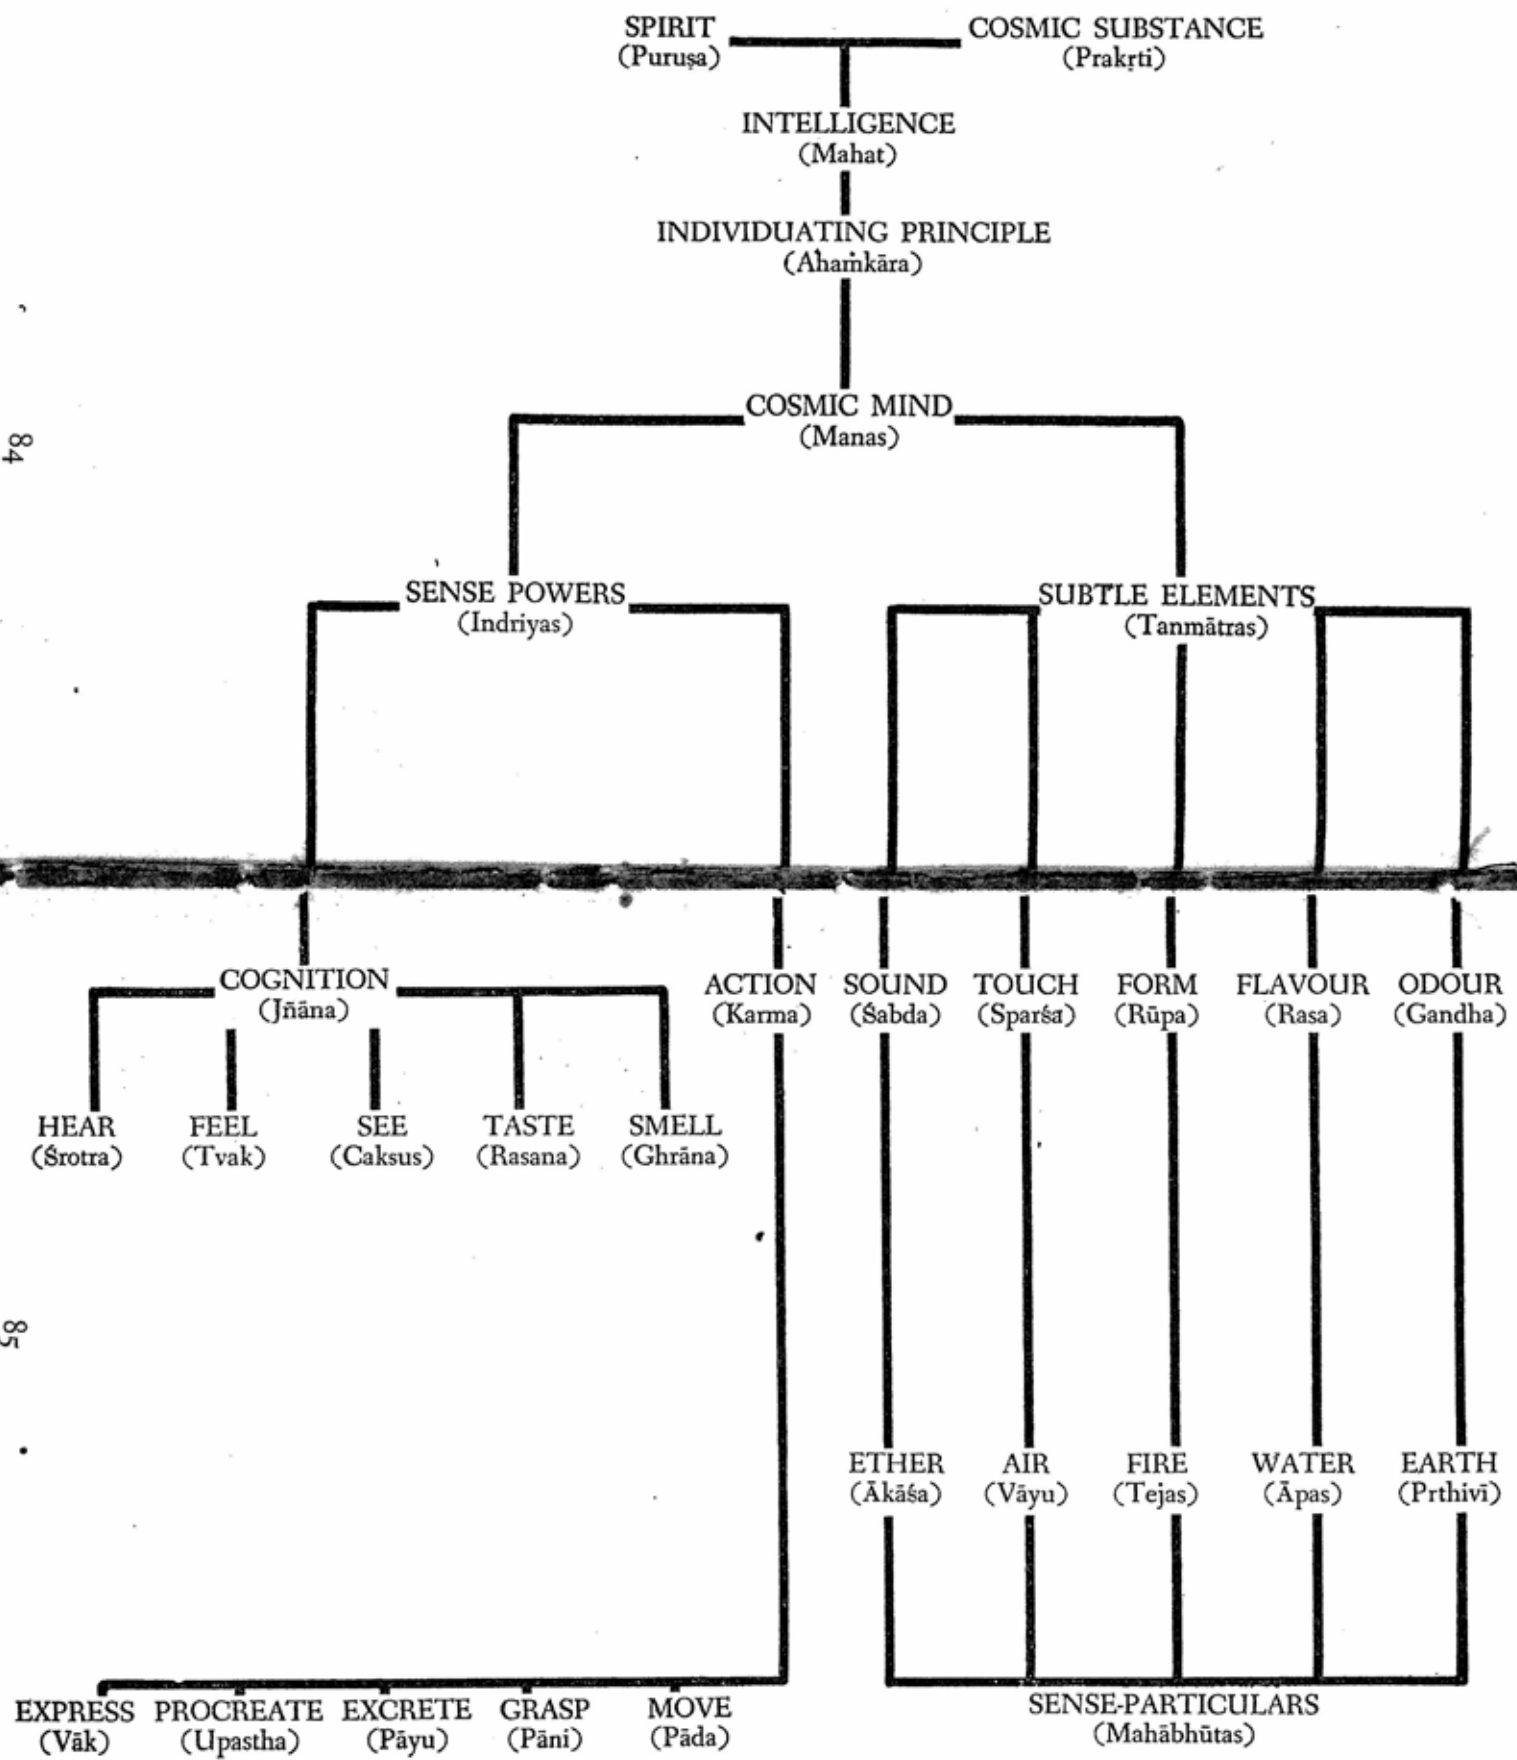 SPIRIT
(Puruṣa)
COSMIC SUBSTANCE
(Prakṛti)
INTELLIGENCE
(Mahat)
INDIVIDUATING PRINCIPLE
(Ahaṁkāra)
COSMIC MIND
(Manas)
84
SENSE POWERS
(Indriyas)
SUBTLE ELEMENTS
(Tanmātras)
COGNITION
(Jñāna)
ACTION
(Karma)
SOUND
(Śabda)
TOUCH
(Sparśa)
FORM
(Rūpa)
FLAVOUR
(Rasa)
ODOUR
(Gandha)
HEAR
(Śrotra)
FEEL
(Tvak)
SEE
(Caksus)
TASTE
(Rasana)
SMELL
(Ghrāna)
85
ETHER
(Ākāśa)
AIR
(Vāyu)
FIRE
(Tejas)
WATER
(Āpas)
EARTH
(Prthivī)
EXPRESS
(Vāk)
PROCREATE
(Upastha)
EXCRETE
(Pāyu)
GRASP
(Pāni)
MOVE
(Pāda)
SENSE-PARTICULARS
(Mahābhūtas)